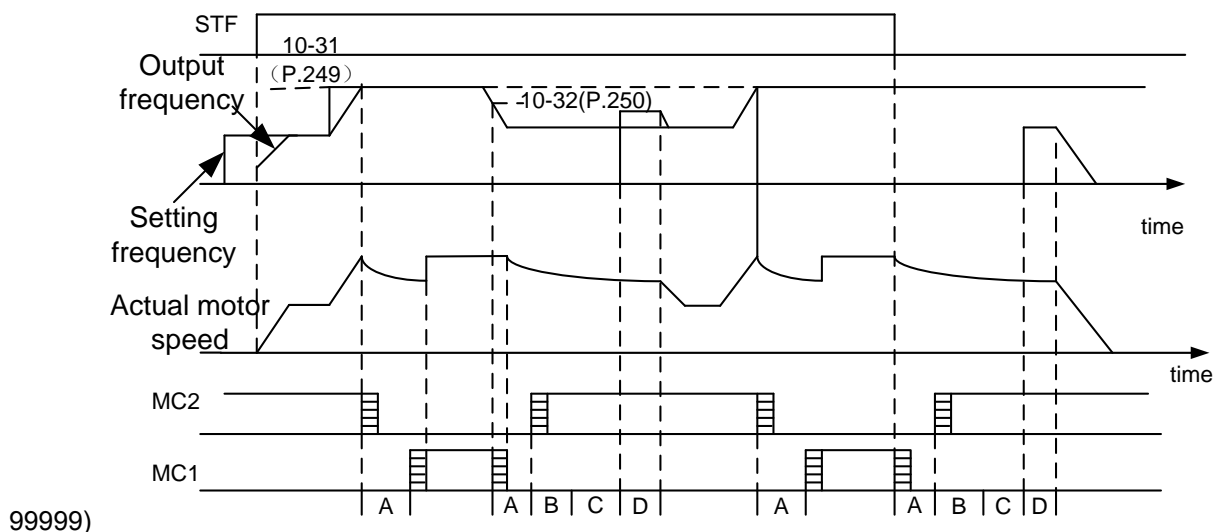 STF
10-31
（P.249）
Output
frequency
10-32(P.250)
Setting
frequency
time
Actual motor
speed
time
MC2
MC1
A A B C D A A B C D
99999)